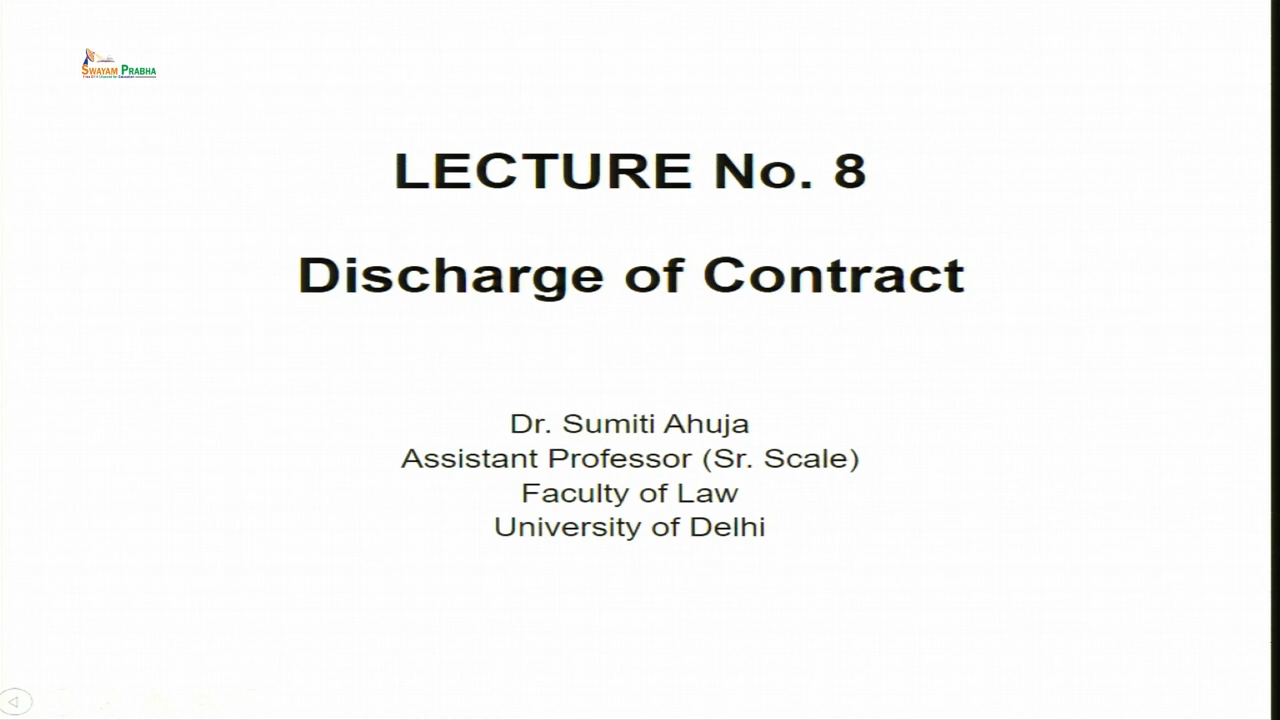 SWAYAM PRABHA
LECTURE No. 8
Discharge of Contract
Dr. Sumiti Ahuja
Assistant Professor (Sr. Scale)
Faculty of Law
University of Delhi